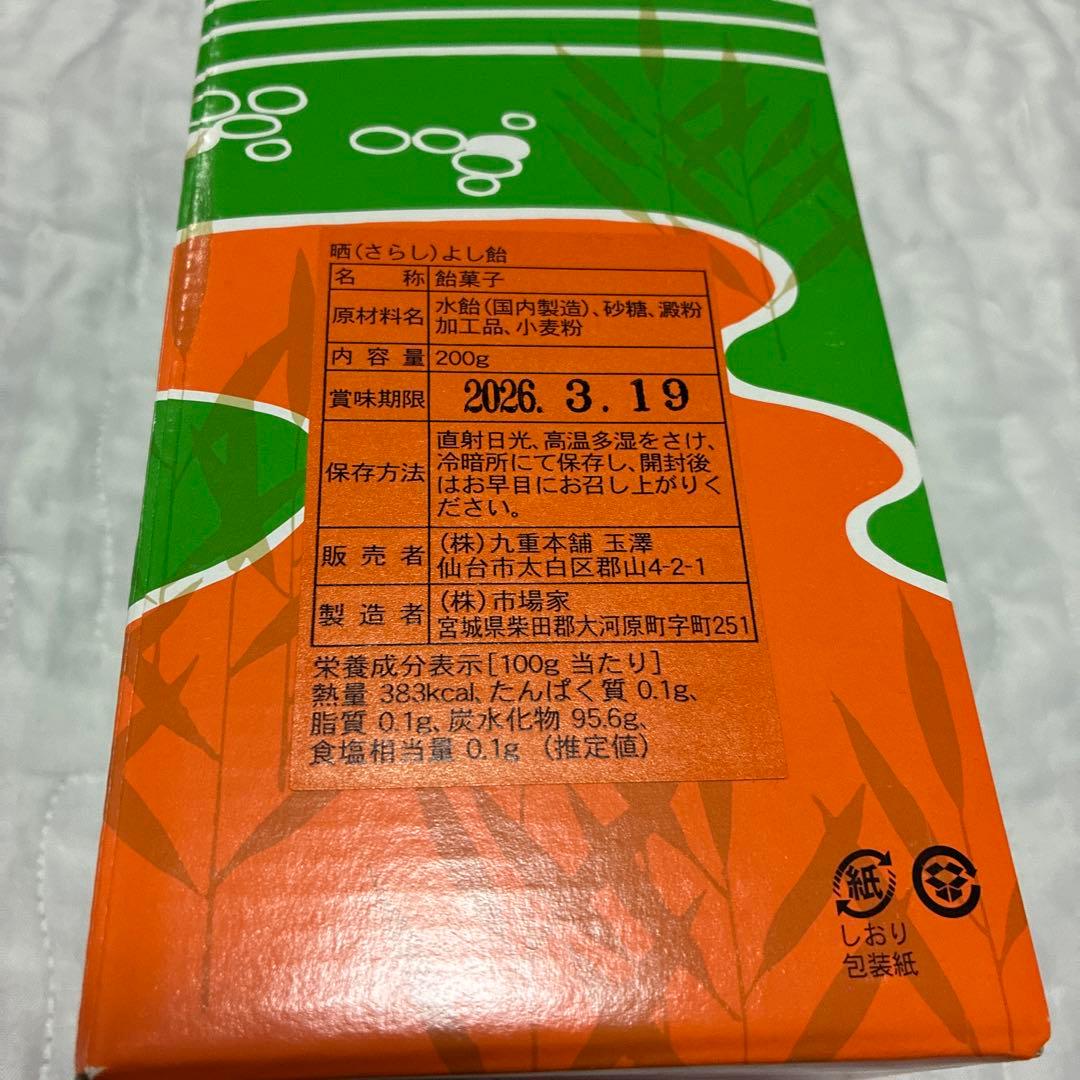 晒(さらし)よし飴
名称 飴菓子
原材料名 水飴(国内製造)、砂糖、澱粉
加工品、小麦粉
内容量 200g
賞味期限 2026. 3. 19
保存方法 直射日光、高温多湿をさけ、
冷暗所にて保存し、開封後
はお早目にお召し上がりく
ださい。
販売者 (株)九重本舗 玉澤
仙台市太白区郡山4-2-1
製造者 (株)市場家
宮城県柴田郡大河原町字町251
栄養成分表示[100g 当たり]
熱量 383kcal、たんぱく質 0.1g、
脂質 0.1g、炭水化物 95.6g、
食塩相当量 0.1g (推定値)
紙
しおり
包装紙